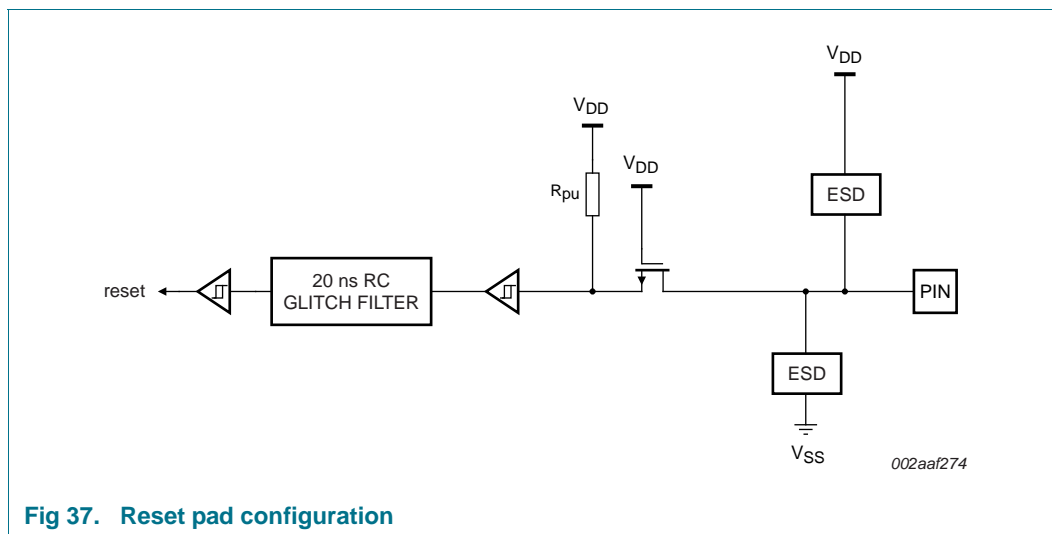 VDD
VDD
VDD
Rpu
ESD
reset
20 ns RC
GLITCH FILTER
PIN
ESD
VSS
002aaf274
Fig 37. Reset pad configuration